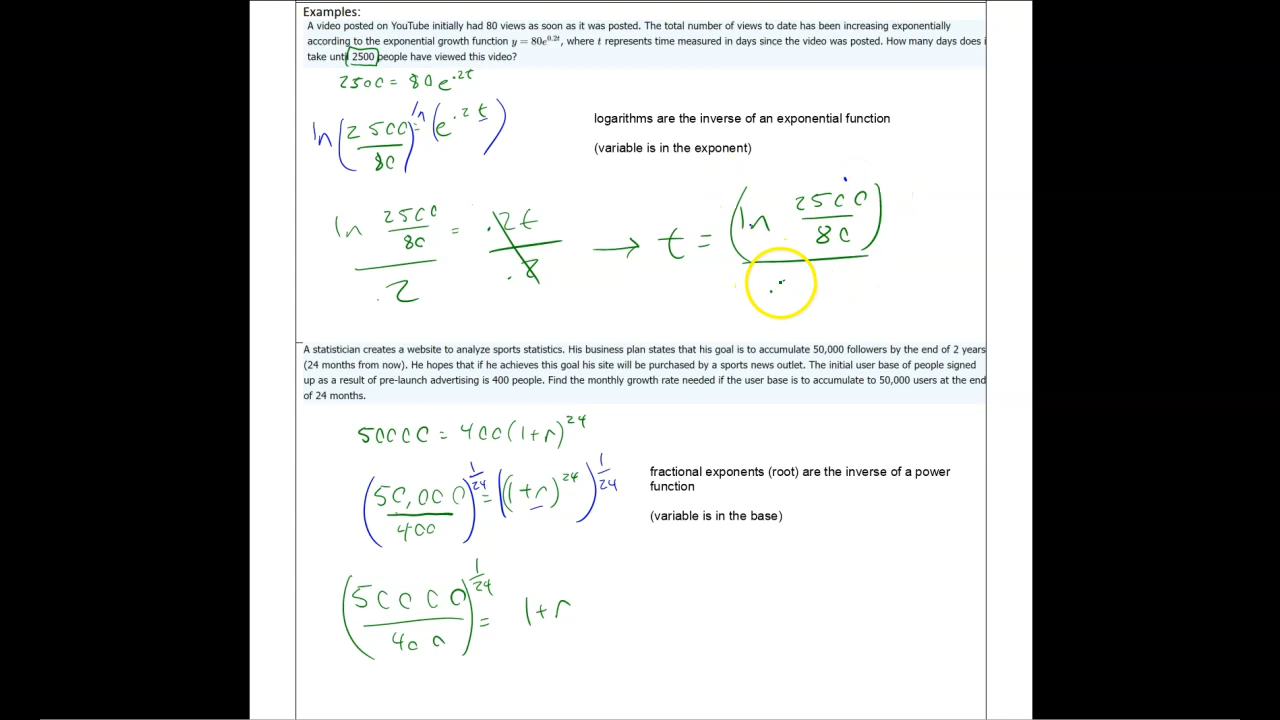 Examples:
A video posted on YouTube initially had 80 views as soon as it was posted. The total number of views to date has been increasing exponentially
according to the exponential growth function y = 80e^0.2t, where t represents time measured in days since the video was posted. How many days does i
take until 2500 people have viewed this video?
2500 = 80e^.2t
ln(2500/80) = ln(e^.2t)
logarithms are the inverse of an exponential function
(variable is in the exponent)
ln 2500/80 / .2 = .2t / .2 → t = (ln 2500/80) / .
A statistician creates a website to analyze sports statistics. His business plan states that his goal is to accumulate 50,000 followers by the end of 2 years
(24 months from now). He hopes that if he achieves this goal his site will be purchased by a sports news outlet. The initial user base of people signed
up as a result of pre-launch advertising is 400 people. Find the monthly growth rate needed if the user base is to accumulate to 50,000 users at the end
of 24 months.
50000 = 400(1+r)^24
(50,000/400)^1/24 = ((1+r)^24)^1/24
fractional exponents (root) are the inverse of a power
function
(variable is in the base)
(50000/400)^1/24 = 1+r